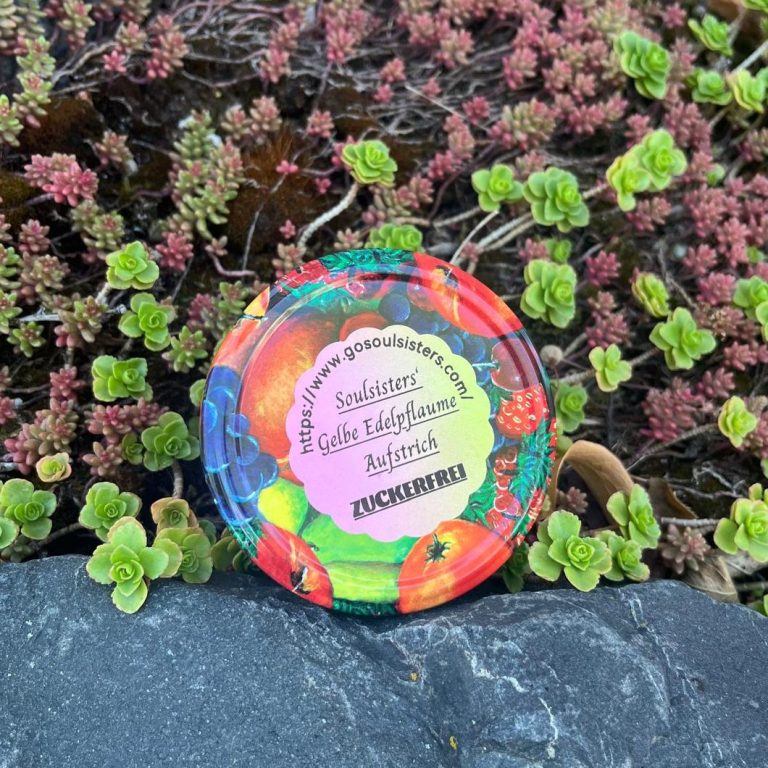 https://www.gosoulsisters.com/
Soulsisters'
Gelbe Edelpflaume
Aufstrich
ZUCKERFREI